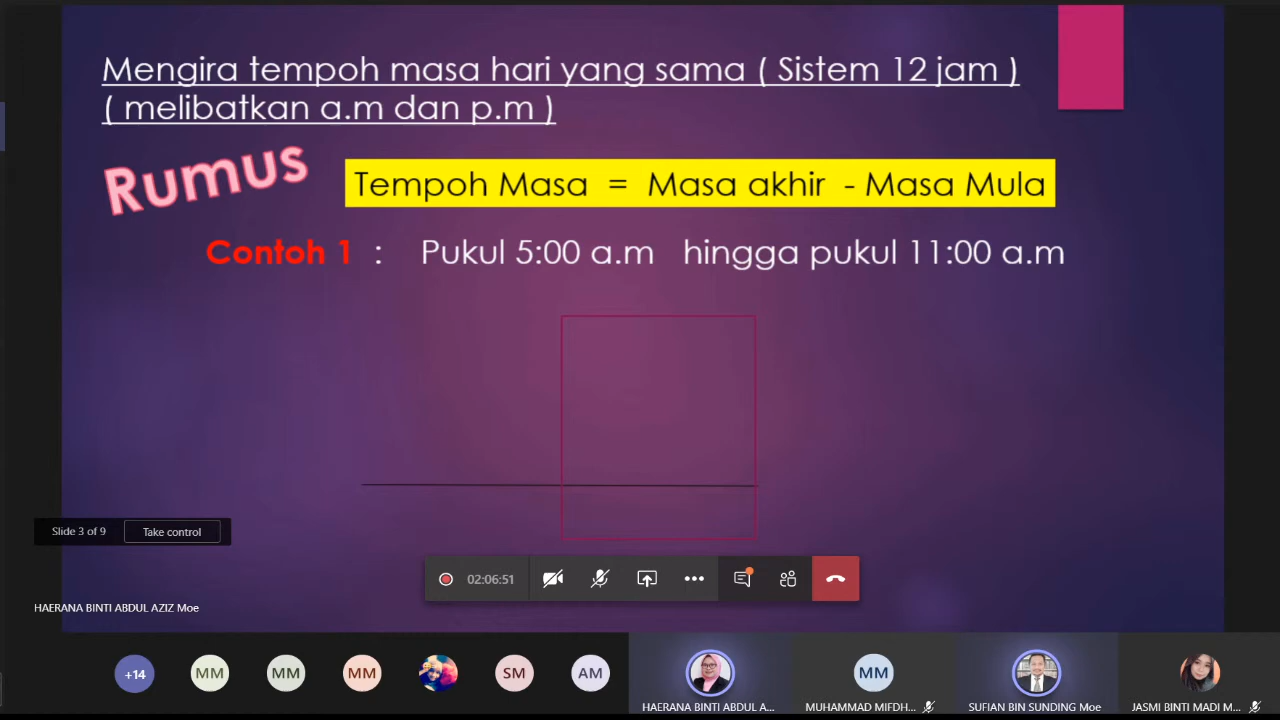 Mengira tempoh masa hari yang sama ( Sistem 12 jam )
( melibatkan a.m dan p.m )
Rumus
Tempoh Masa = Masa akhir - Masa Mula
Contoh 1 : Pukul 5:00 a.m hingga pukul 11:00 a.m
Slide 3 of 9 Take control
02:06:51
HAERANA BINTI ABDUL AZIZ Moe
+14 MM MM MM SM AM MM
HAERANA BINTI ABDUL A... MUHAMMAD MIFDH... SUFIAN BIN SUNDING Moe JASMI BINTI MADI M...